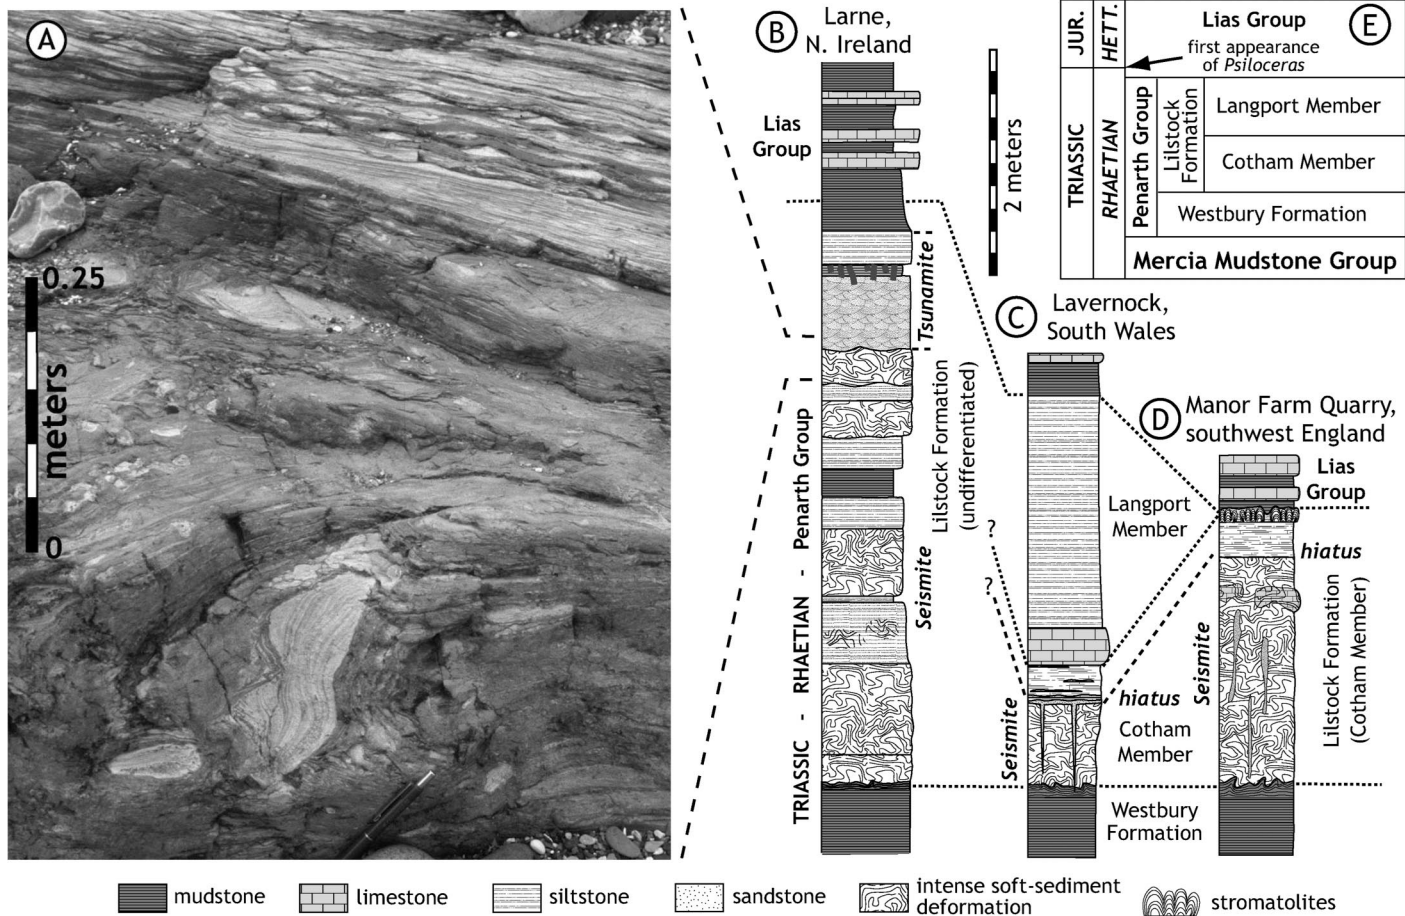 A
0.25
meters
0
B
Larne,
N. Ireland
Lias
Group
2 meters
Tsunamite
Lilstock Formation
(undifferentiated)
Seismite
TRIASSIC - RHAETIAN - Penarth Group
?
?
C
Lavernock,
South Wales
Langport
Member
hiatus
Seismite
Cotham
Member
Westbury
Formation
D
Manor Farm Quarry,
southwest England
Lias
Group
hiatus
Seismite
Lilstock Formation
(Cotham Member)
E
JUR.
HETT.
Lias Group
first appearance
of Psiloceras
TRIASSIC
RHAETIAN
Penarth Group
Lilstock
Formation
Langport Member
Cotham Member
Westbury Formation
Mercia Mudstone Group
mudstone
limestone
siltstone
sandstone
intense soft-sediment
deformation
stromatolites